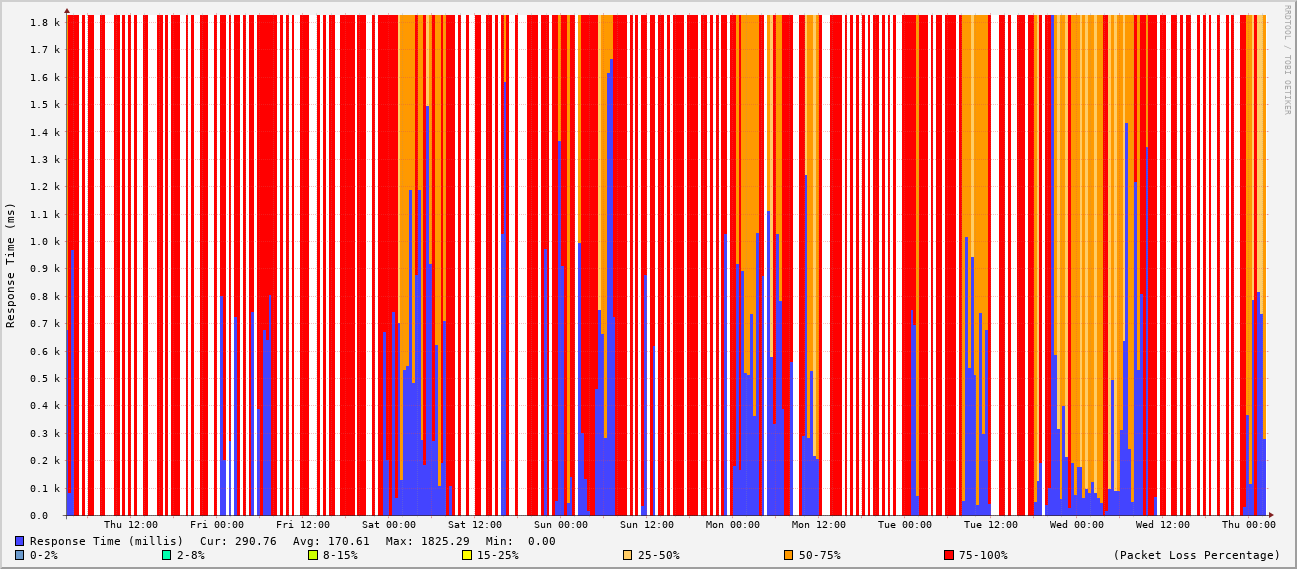 RRDTOOL / TOBI OETIKER
Response Time (ms)
1.8 k
1.7 k
1.6 k
1.5 k
1.4 k
1.3 k
1.2 k
1.1 k
1.0 k
0.9 k
0.8 k
0.7 k
0.6 k
0.5 k
0.4 k
0.3 k
0.2 k
0.1 k
0.0
Thu 12:00 Fri 00:00 Fri 12:00 Sat 00:00 Sat 12:00 Sun 00:00 Sun 12:00 Mon 00:00 Mon 12:00 Tue 00:00 Tue 12:00 Wed 00:00 Wed 12:00 Thu 00:00
Response Time (millis) Cur: 290.76 Avg: 170.61 Max: 1825.29 Min: 0.00
0-2% 2-8% 8-15% 15-25% 25-50% 50-75% 75-100% (Packet Loss Percentage)